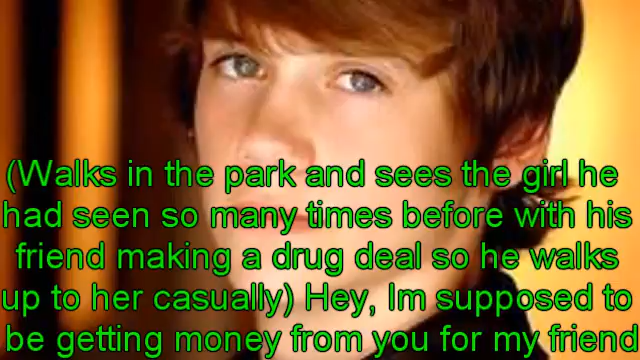 (Walks in the park and sees the girl he
had seen so many times before with his
friend making a drug deal so he walks
up to her casually) Hey, Im supposed to
be getting money from you for my friend